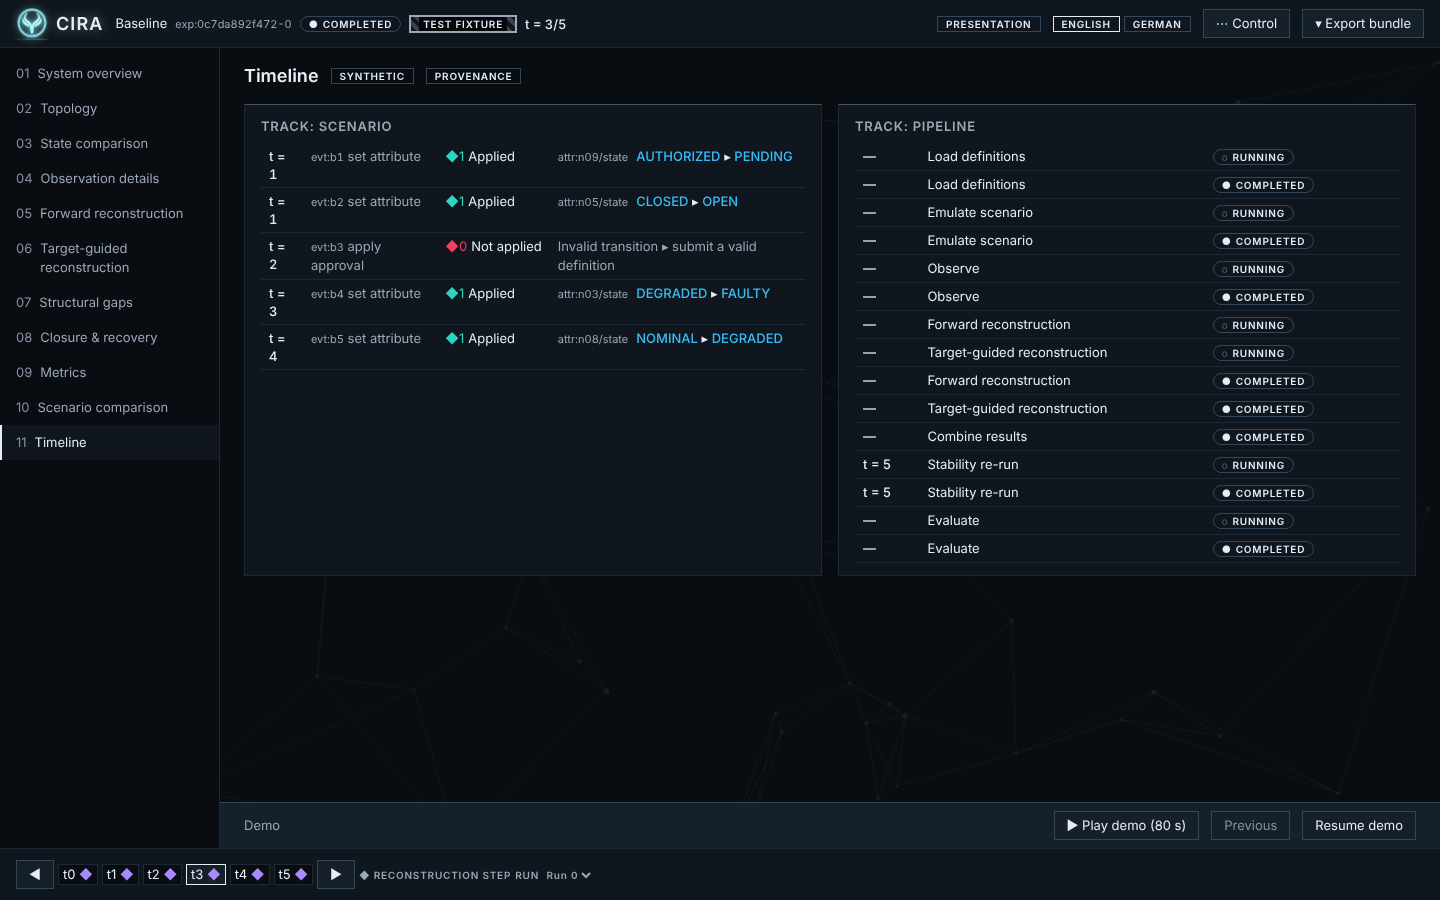 CIRA Baseline exp:0c7da892f472-0 ● COMPLETED TEST FIXTURE t = 3/5 PRESENTATION ENGLISH GERMAN ··· Control ▾ Export bundle
01 System overview
02 Topology
03 State comparison
04 Observation details
05 Forward reconstruction
06 Target-guided
reconstruction
07 Structural gaps
08 Closure & recovery
09 Metrics
10 Scenario comparison
11 Timeline
Timeline SYNTHETIC PROVENANCE
TRACK: SCENARIO
t = evt:b1 set attribute ◆1 Applied attr:n09/state AUTHORIZED ▸ PENDING
1
t = evt:b2 set attribute ◆1 Applied attr:n05/state CLOSED ▸ OPEN
1
t = evt:b3 apply ◆0 Not applied Invalid transition ▸ submit a valid
2 approval definition
t = evt:b4 set attribute ◆1 Applied attr:n03/state DEGRADED ▸ FAULTY
3
t = evt:b5 set attribute ◆1 Applied attr:n08/state NOMINAL ▸ DEGRADED
4
TRACK: PIPELINE
— Load definitions ○ RUNNING
— Load definitions ● COMPLETED
— Emulate scenario ○ RUNNING
— Emulate scenario ● COMPLETED
— Observe ○ RUNNING
— Observe ● COMPLETED
— Forward reconstruction ○ RUNNING
— Target-guided reconstruction ○ RUNNING
— Forward reconstruction ● COMPLETED
— Target-guided reconstruction ● COMPLETED
— Combine results ● COMPLETED
t = 5 Stability re-run ○ RUNNING
t = 5 Stability re-run ● COMPLETED
— Evaluate ○ RUNNING
— Evaluate ● COMPLETED
Demo ▶ Play demo (80 s) Previous Resume demo
◀ t0 ◆ t1 ◆ t2 ◆ t3 ◆ t4 ◆ t5 ◆ ▶ ◆ RECONSTRUCTION STEP RUN Run 0